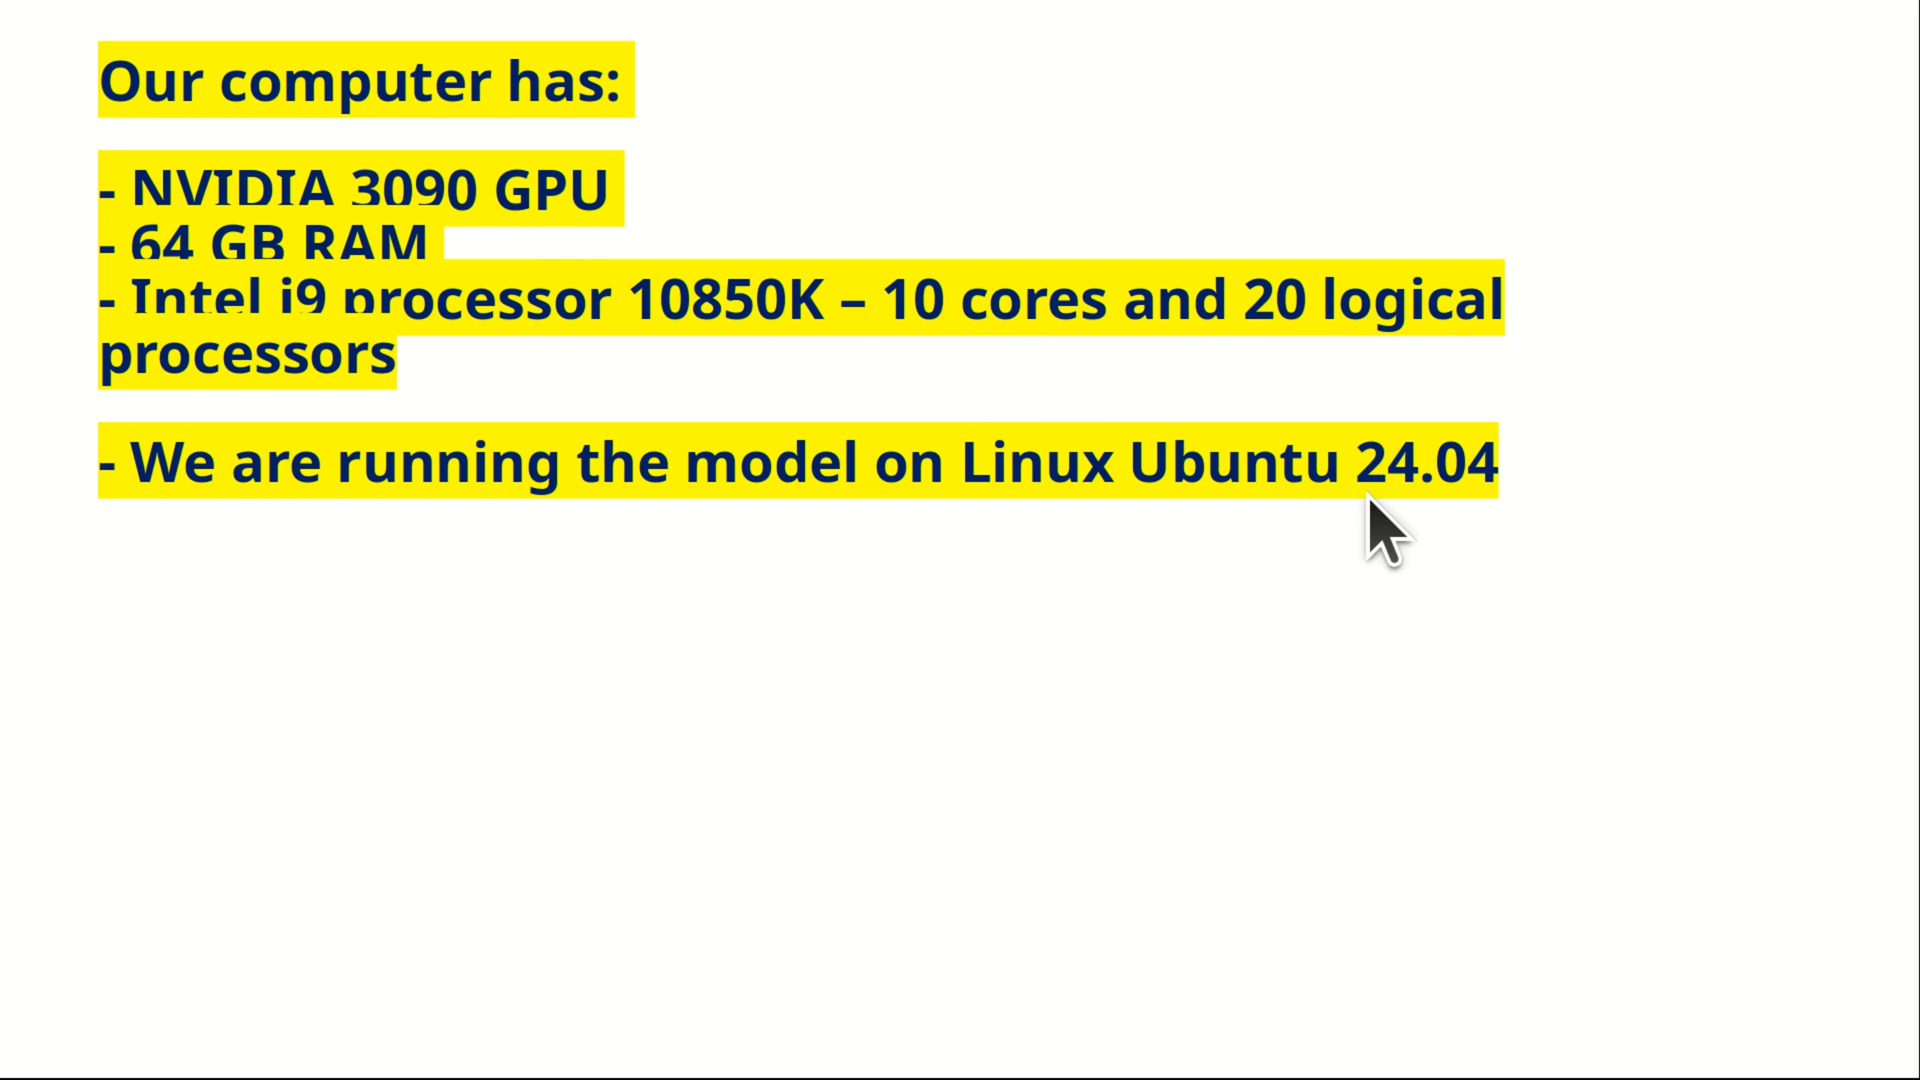 Our computer has:
- NVIDIA 3090 GPU
- 64 GB RAM
- Intel i9 processor 10850K – 10 cores and 20 logical
processors
- We are running the model on Linux Ubuntu 24.04